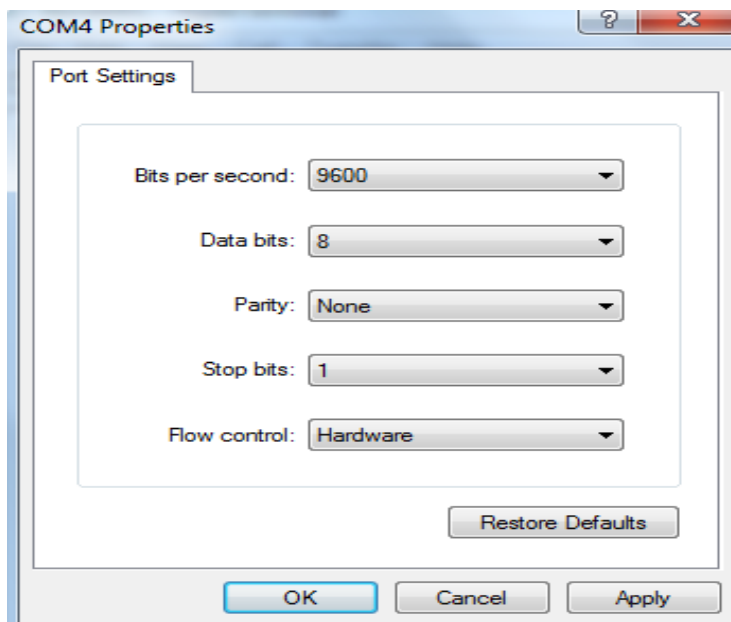 COM4 Properties
?
Port Settings
Bits per second: 9600
Data bits: 8
Parity: None
Stop bits: 1
Flow control: Hardware
Restore Defaults
OK Cancel Apply